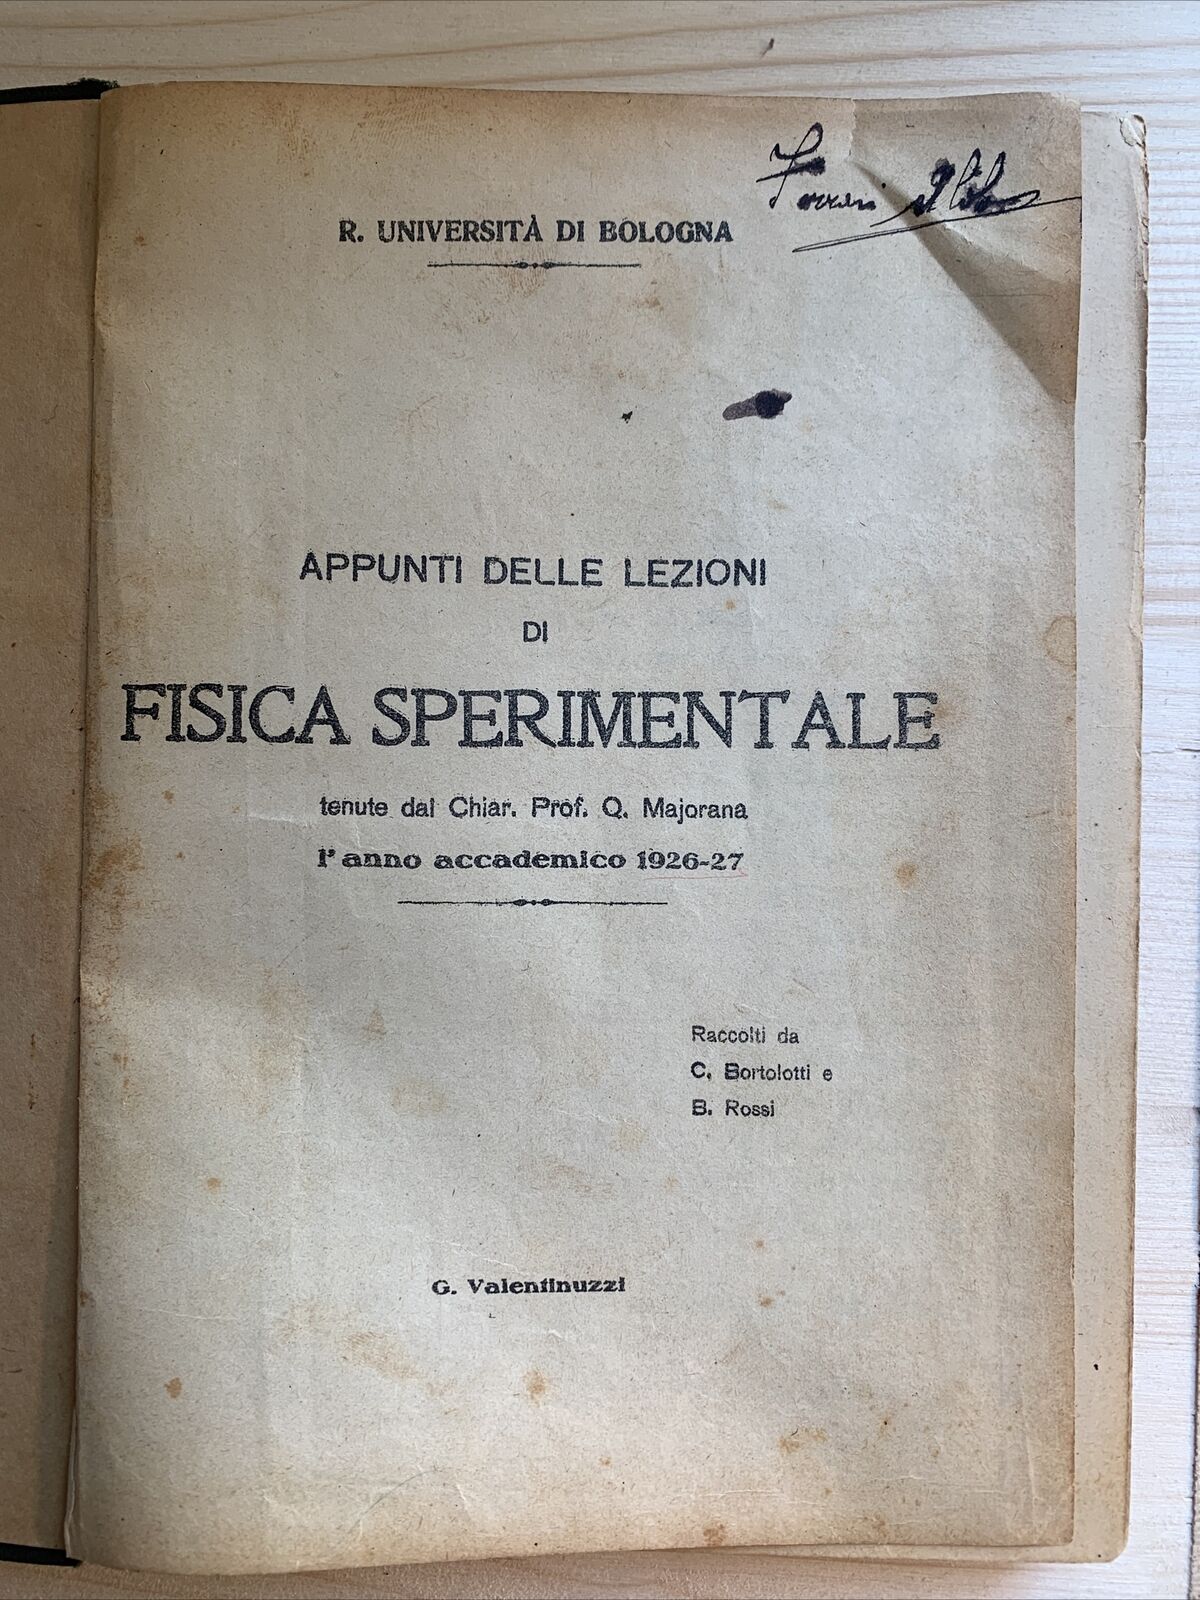 Ferrari
R. UNIVERSITÀ DI BOLOGNA
APPUNTI DELLE LEZIONI
DI
FISICA SPERIMENTALE
tenute dal Chiar. Prof. Q. Majorana
l'anno accademico 1926-27
Raccolti da
C. Bortolotti e
B. Rossi
G. Valentinuzzi